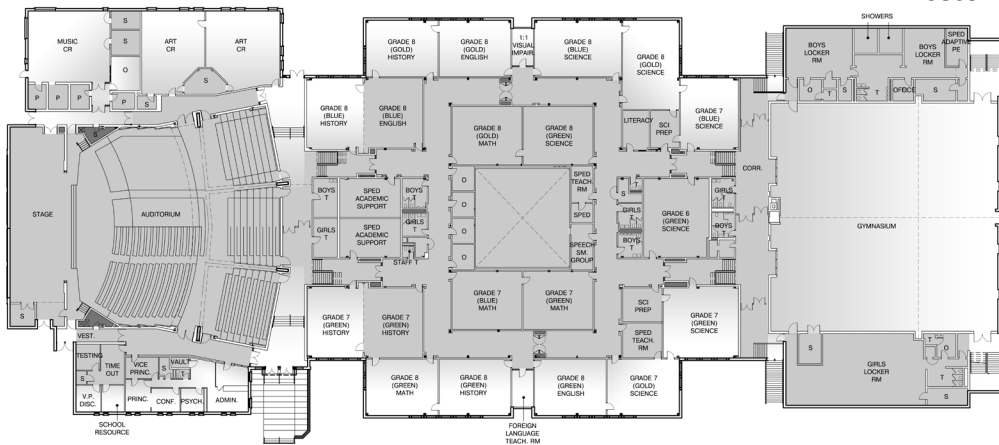 SHOWERS
MUSIC
CR
S
S
O
ART
CR
ART
CR
S
P
P
P
P
S
GRADE 8
(GOLD)
HISTORY
GRADE 8
(GOLD)
ENGLISH
1:1
VISUAL
IMPAIR.
GRADE 8
(BLUE)
SCIENCE
GRADE 8
(GOLD)
SCIENCE
BOYS
LOCKER
RM
BOYS
LOCKER
RM
SPED
ADAPTIVE
PE
O
T
S
T
OFFICE
S
GRADE 8
(BLUE)
HISTORY
GRADE 8
(BLUE)
ENGLISH
GRADE 8
(GOLD)
MATH
GRADE 8
(GREEN)
SCIENCE
LITERACY
SCI
PREP
GRADE 7
(BLUE)
SCIENCE
S
STAGE
AUDITORIUM
BOYS
T
GIRLS
T
SPED
ACADEMIC
SUPPORT
SPED
ACADEMIC
SUPPORT
BOYS
T
GIRLS
T
STAFF T
O
O
O
O
SPED
TEACH.
RM
SPED
SPEECH
SM.
GROUP
S
T
GIRLS
T
BOYS
T
GRADE 6
(GREEN)
SCIENCE
GIRLS
T
BOYS
T
CORR.
GYMNASIUM
S
GRADE 7
(GREEN)
HISTORY
GRADE 7
(GREEN)
HISTORY
GRADE 7
(BLUE)
MATH
GRADE 7
(GREEN)
MATH
SCI
PREP
SPED
TEACH.
RM
GRADE 7
(GREEN)
SCIENCE
VEST.
TESTING
S
TIME
OUT
VICE
PRINC.
S
VAULT
T
V.P.
DISC.
PRINC.
CONF.
PSYCH.
ADMIN.
SCHOOL
RESOURCE
GRADE 8
(GREEN)
MATH
GRADE 8
(GREEN)
HISTORY
GRADE 8
(GREEN)
ENGLISH
GRADE 7
(GOLD)
SCIENCE
FOREIGN
LANGUAGE
TEACH. RM
S
GIRLS
LOCKER
RM
T
O
T
S